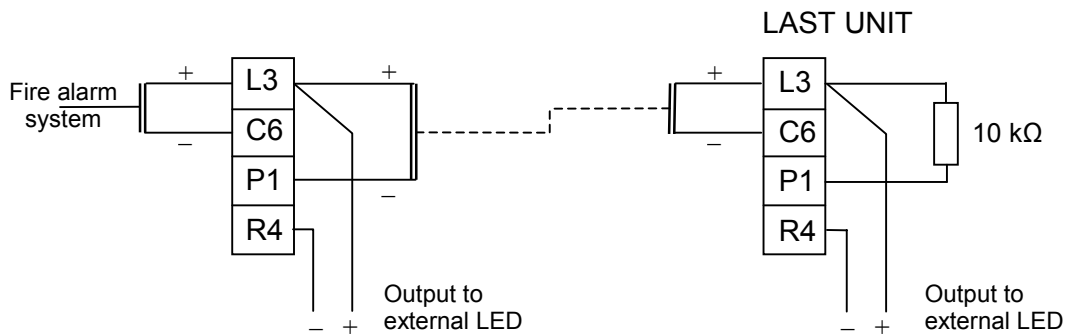 LAST UNIT
Fire alarm
system
+
–
L3
C6
P1
R4
+
–
– +
Output to
external LED
+
–
L3
C6
P1
R4
10 kΩ
– +
Output to
external LED